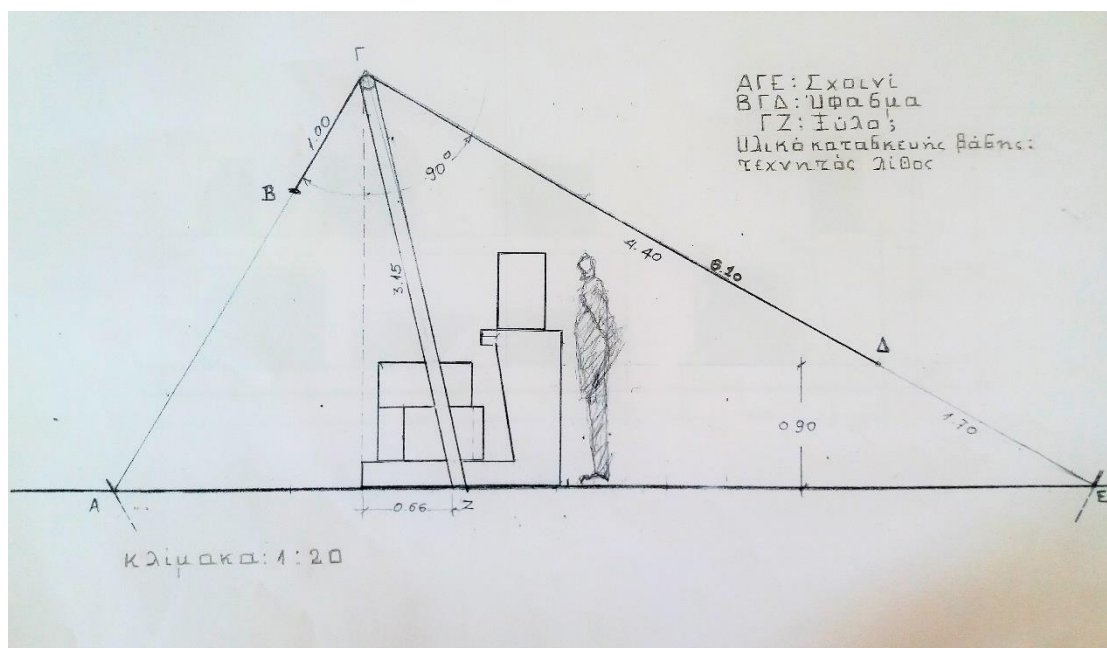 Γ
ΑΓΕ: Σχοινί
ΒΓΔ: Ύφασμα
ΓΖ: Ξύλο;
Υλικό κατασκευής βάσης:
τεχνητός λίθος
1.00
90°
Β
3.15
4.40
6.10
Δ
0.90
1.70
Α
0.66
Ζ
Ε
κλίμακα: 1:20